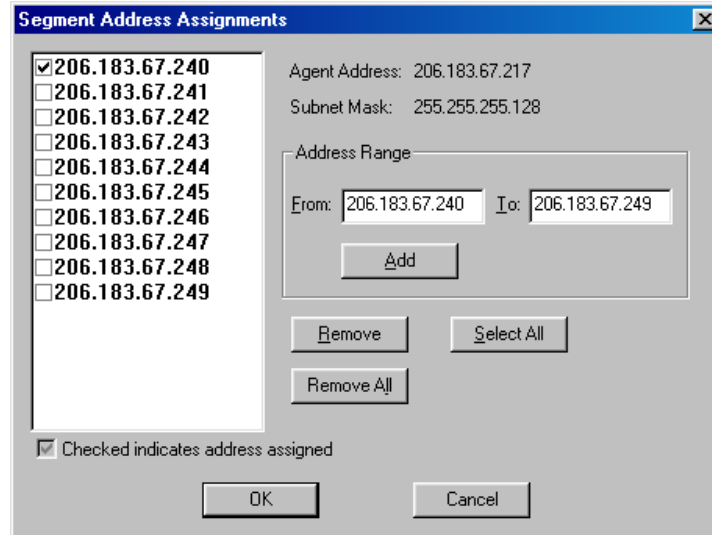 Segment Address Assignments
206.183.67.240
206.183.67.241
206.183.67.242
206.183.67.243
206.183.67.244
206.183.67.245
206.183.67.246
206.183.67.247
206.183.67.248
206.183.67.249
Agent Address: 206.183.67.217
Subnet Mask: 255.255.255.128
Address Range
From: 206.183.67.240 To: 206.183.67.249
Add
Remove Select All
Remove All
Checked indicates address assigned
OK Cancel